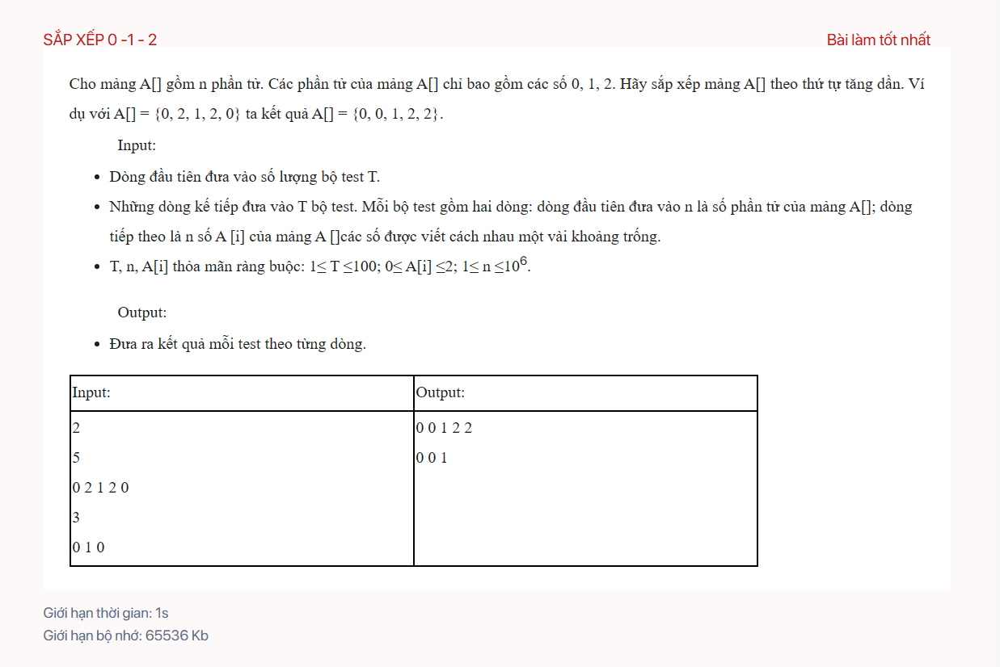 SẮP XẾP 0 -1 - 2
Bài làm tốt nhất
Cho mảng A[] gồm n phần tử. Các phần tử của mảng A[] chỉ bao gồm các số 0, 1, 2. Hãy sắp xếp mảng A[] theo thứ tự tăng dần. Ví
dụ với A[] = {0, 2, 1, 2, 0} ta kết quả A[] = {0, 0, 1, 2, 2}.
Input:
• Dòng đầu tiên đưa vào số lượng bộ test T.
• Những dòng kế tiếp đưa vào T bộ test. Mỗi bộ test gồm hai dòng: dòng đầu tiên đưa vào n là số phần tử của mảng A[]; dòng
tiếp theo là n số A [i] của mảng A []các số được viết cách nhau một vài khoảng trống.
• T, n, A[i] thỏa mãn ràng buộc: 1≤ T ≤100; 0≤ A[i] ≤2; 1≤ n ≤10⁶.
Output:
• Đưa ra kết quả mỗi test theo từng dòng.
Input:
Output:
2
5
0 2 1 2 0
3
0 1 0
0 0 1 2 2
0 0 1
Giới hạn thời gian: 1s
Giới hạn bộ nhớ: 65536 Kb